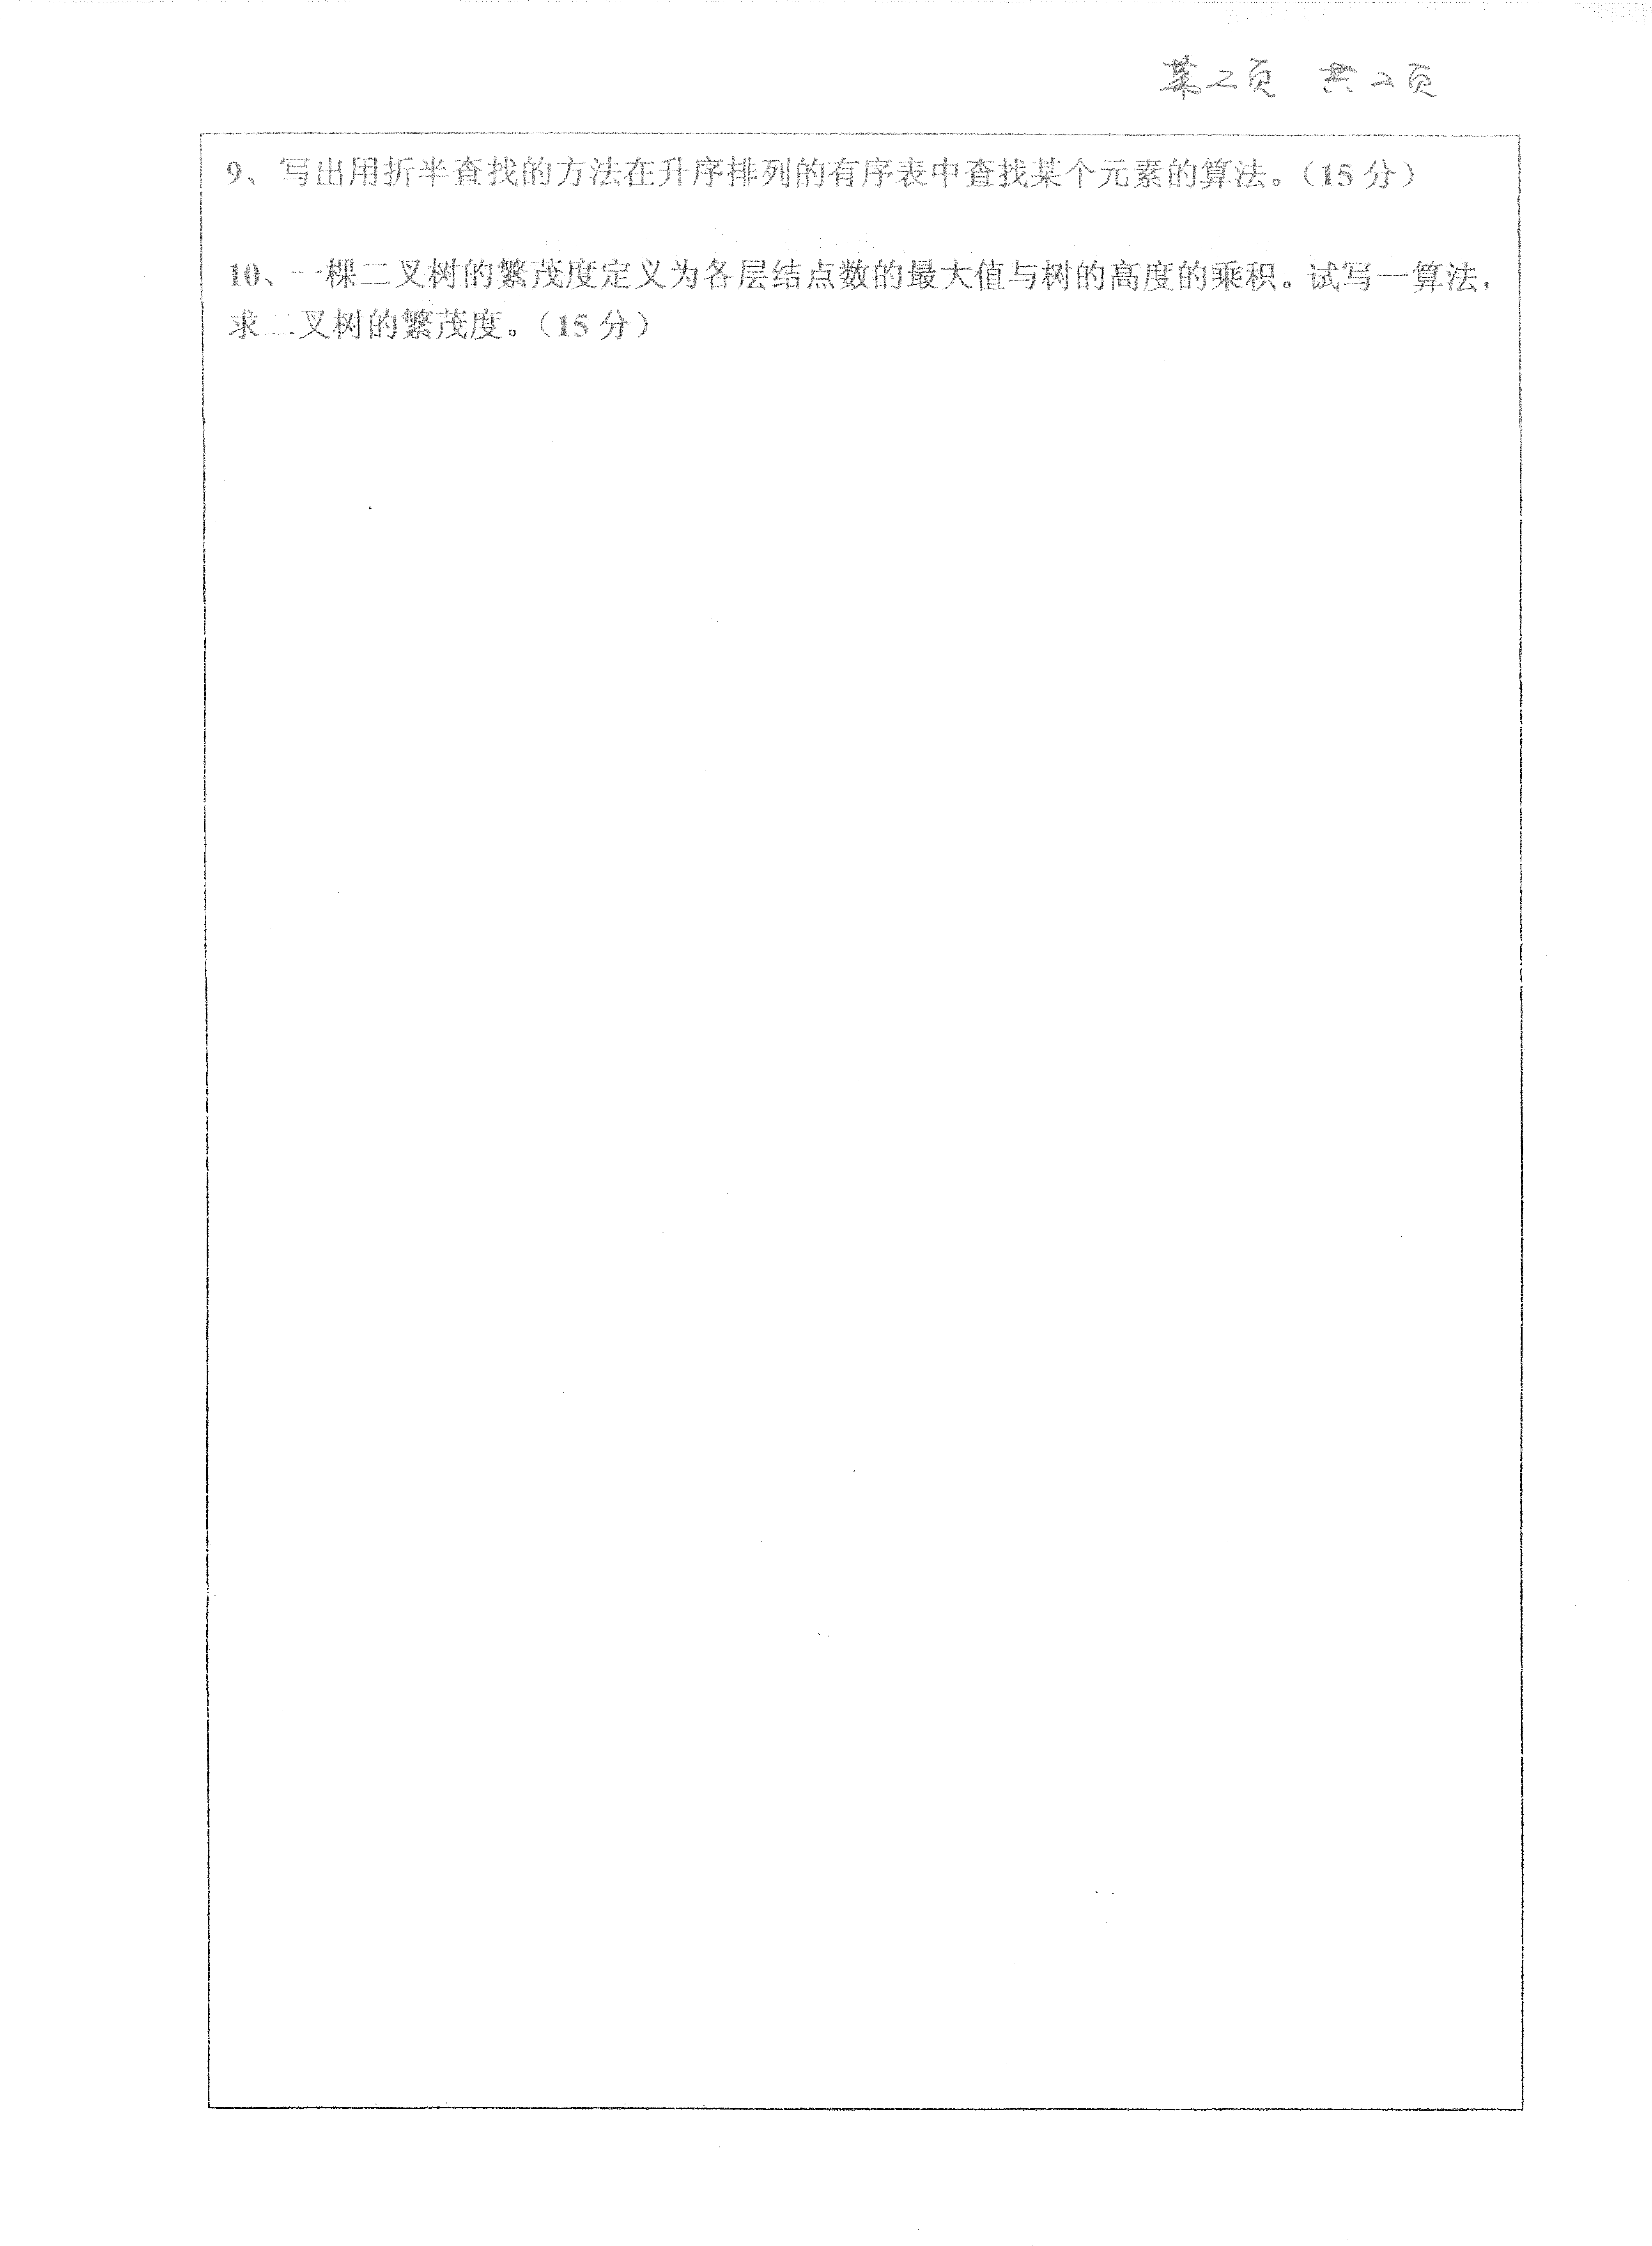 第2页 共2页
9、写出用折半查找的方法在升序排列的有序表中查找某个元素的算法。（15 分）
10、一棵二叉树的繁茂度定义为各层结点数的最大值与树的高度的乘积。试写一算法，
求二叉树的繁茂度。（15 分）